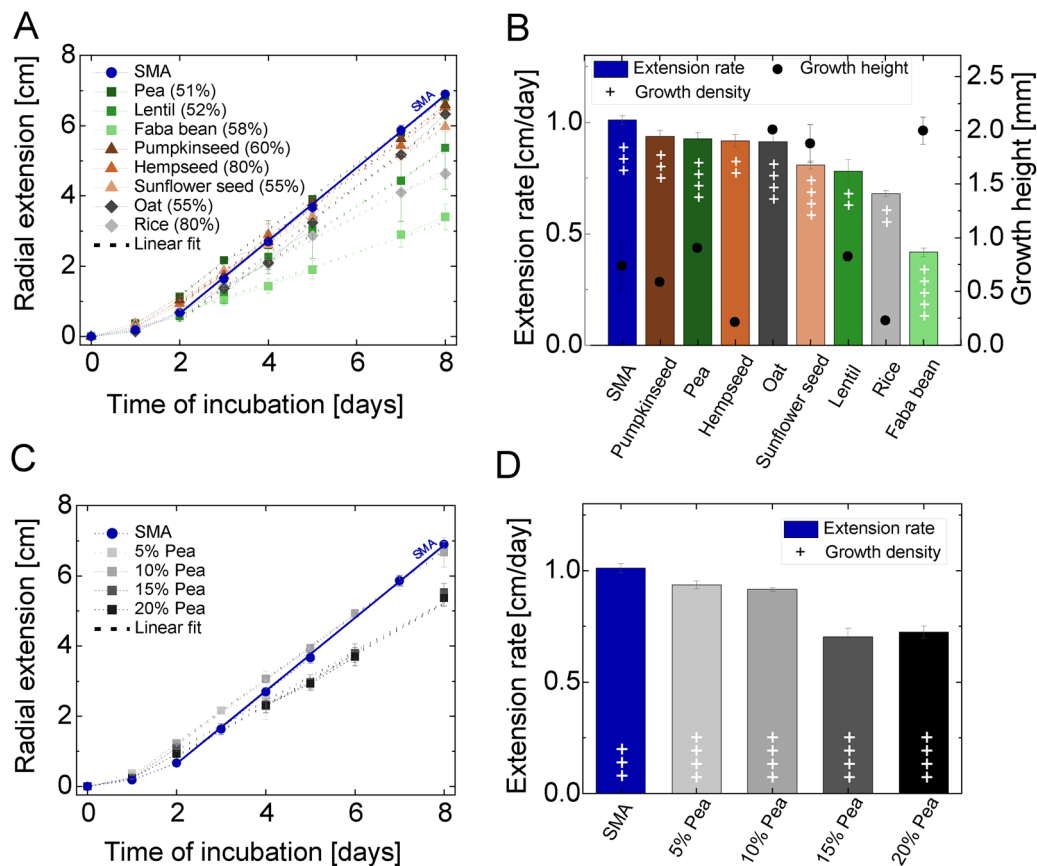 A
Radial extension [cm]
8
6
4
2
0
SMA
Pea (51%)
Lentil (52%)
Faba bean (58%)
Pumpkinseed (60%)
Hempseed (80%)
Sunflower seed (55%)
Oat (55%)
Rice (80%)
Linear fit
SMA
0 2 4 6 8
Time of incubation [days]
B
Extension rate [cm/day]
1.0
0.5
0.0
Extension rate
Growth height
+ Growth density
2.5
2.0
1.5
1.0
0.5
0.0
Growth height [mm]
+++
+++
++++
++
++++
++++
++
++
++++
SMA
Pumpkinseed
Pea
Hempseed
Oat
Sunflower seed
Lentil
Rice
Faba bean
C
Radial extension [cm]
8
6
4
2
0
SMA
5% Pea
10% Pea
15% Pea
20% Pea
Linear fit
SMA
0 2 4 6 8
Time of incubation [days]
D
Extension rate [cm/day]
1.0
0.5
0.0
Extension rate
+ Growth density
+++
++++
++++
++++
++++
SMA
5% Pea
10% Pea
15% Pea
20% Pea